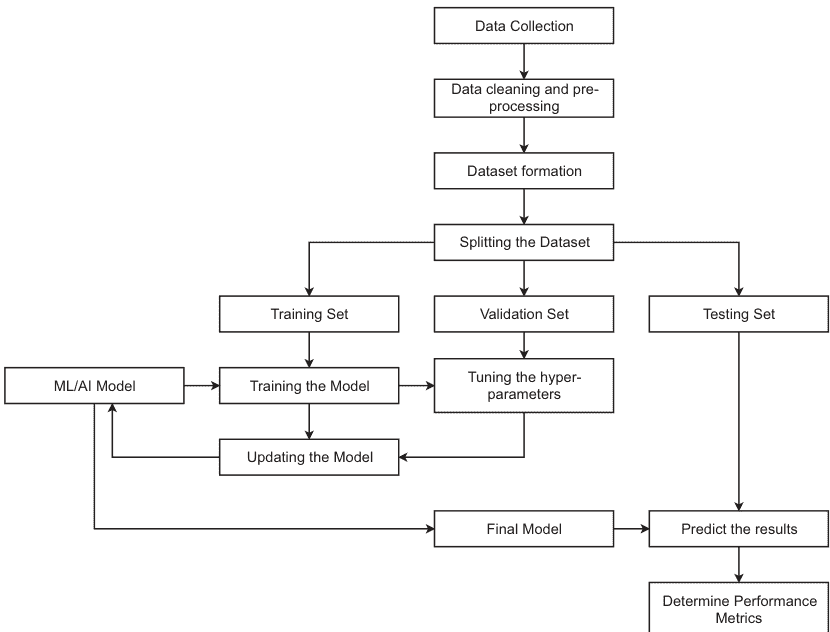 Data Collection
Data cleaning and pre-
processing
Dataset formation
Splitting the Dataset
Training Set
Validation Set
Testing Set
ML/AI Model
Training the Model
Tuning the hyper-
parameters
Updating the Model
Final Model
Predict the results
Determine Performance
Metrics